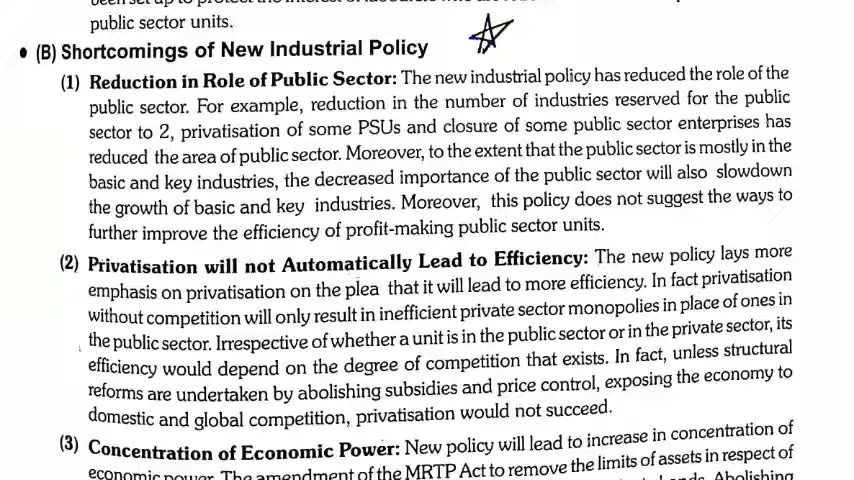 public sector units.
• (B) Shortcomings of New Industrial Policy
(1) Reduction in Role of Public Sector: The new industrial policy has reduced the role of the
public sector. For example, reduction in the number of industries reserved for the public
sector to 2, privatisation of some PSUs and closure of some public sector enterprises has
reduced the area of public sector. Moreover, to the extent that the public sector is mostly in the
basic and key industries, the decreased importance of the public sector will also slowdown
the growth of basic and key industries. Moreover, this policy does not suggest the ways to
further improve the efficiency of profit-making public sector units.
(2) Privatisation will not Automatically Lead to Efficiency: The new policy lays more
emphasis on privatisation on the plea that it will lead to more efficiency. In fact privatisation
without competition will only result in inefficient private sector monopolies in place of ones in
the public sector. Irrespective of whether a unit is in the public sector or in the private sector, its
efficiency would depend on the degree of competition that exists. In fact, unless structural
reforms are undertaken by abolishing subsidies and price control, exposing the economy to
domestic and global competition, privatisation would not succeed.
(3) Concentration of Economic Power: New policy will lead to increase in concentration of
economic power. The amendment of the MRTP Act to remove the limits of assets in respect of
Abolishing